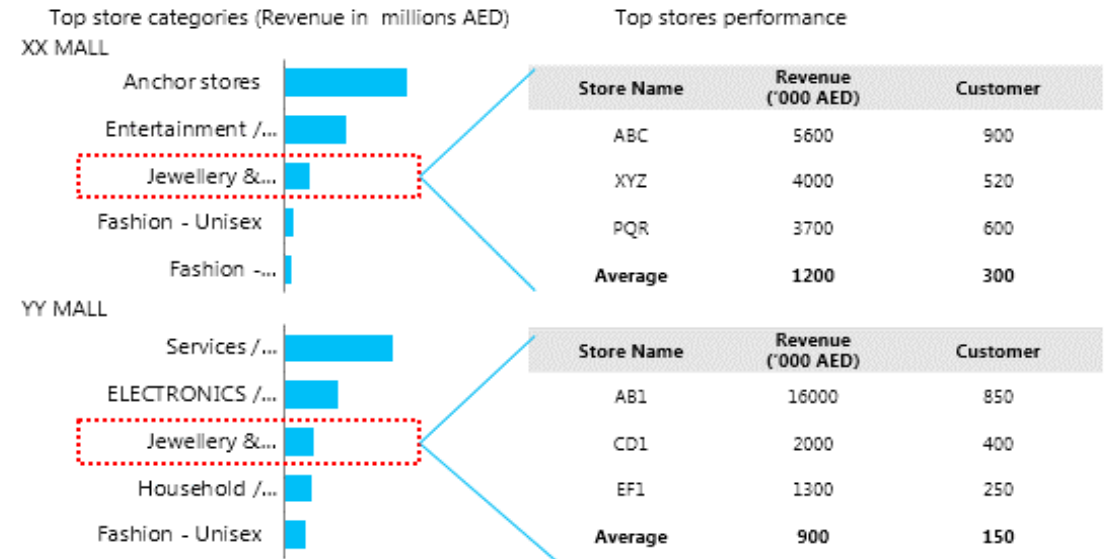 Top store categories (Revenue in millions AED)
Top stores performance
XX MALL
Anchor stores
Entertainment /...
Jewellery &...
Fashion - Unisex
Fashion -...
Store Name Revenue ('000 AED) Customer
ABC 5600 900
XYZ 4000 520
PQR 3700 600
Average 1200 300
YY MALL
Services /...
ELECTRONICS /...
Jewellery &...
Household /...
Fashion - Unisex
Store Name Revenue ('000 AED) Customer
AB1 16000 850
CD1 2000 400
EF1 1300 250
Average 900 150